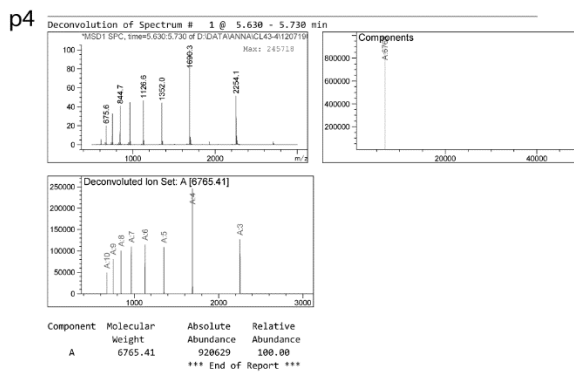 p4
Deconvolution of Spectrum # 1 @ 5.630 - 5.730 min
*MSD1 SPC, time=5.630:5.730 of D:\DATA\ANNA\CL43-4\120719\
Max: 245718
100
80
60
40
20
0
675.6
844.7
1126.6
1352.0
1690.3
2254.1
1000
2000
m/z
Components
800000
600000
400000
200000
20000
40000
Deconvoluted Ion Set: A [6765.41]
250000
200000
150000
100000
50000
0
A:10
A:9
A:8
A:7
A:6
A:5
A:4
A:3
1000
2000
3000
Component Molecular Absolute Relative
Weight Abundance Abundance
A 6765.41 920629 100.00
*** End of Report ***